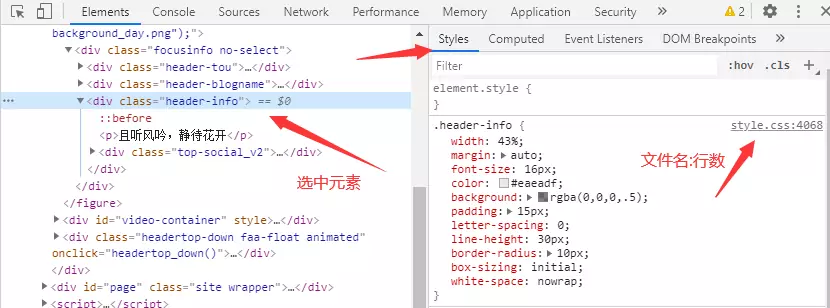 Elements Console Sources Network Performance Memory Security » 2
background_day.png");">
▼<div class="focusinfo no-select">
▶<div class="header-tou">…</div>
▶<div class="header-blogname">…</div>
… ▼<div class="header-info"> == $0
::before
<p>且听风吟，静待花开</p>
▶<div class="top-social_v2">…</div>
</div>
</div>
</figure>
▶<div id="video-container" style>…</div>
▶<div class="headertop-down faa-float animated"
onclick="headertop_down()">…</div>
</div>
▶<div id="page" class="site wrapper">…</div>
▶<script>…</script>
选中元素
Styles Computed Event Listeners DOM Breakpoints »
Filter :hov .cls +
element.style {
}
.header-info { style.css:4068
width: 43%;
margin:▶ auto;
font-size: 16px;
color: #eaeadf;
background:▶ rgba(0,0,0,.5);
padding:▶ 15px;
letter-spacing: 0;
line-height: 30px;
border-radius:▶ 10px;
box-sizing: initial;
white-space: nowrap;
}
文件名:行数